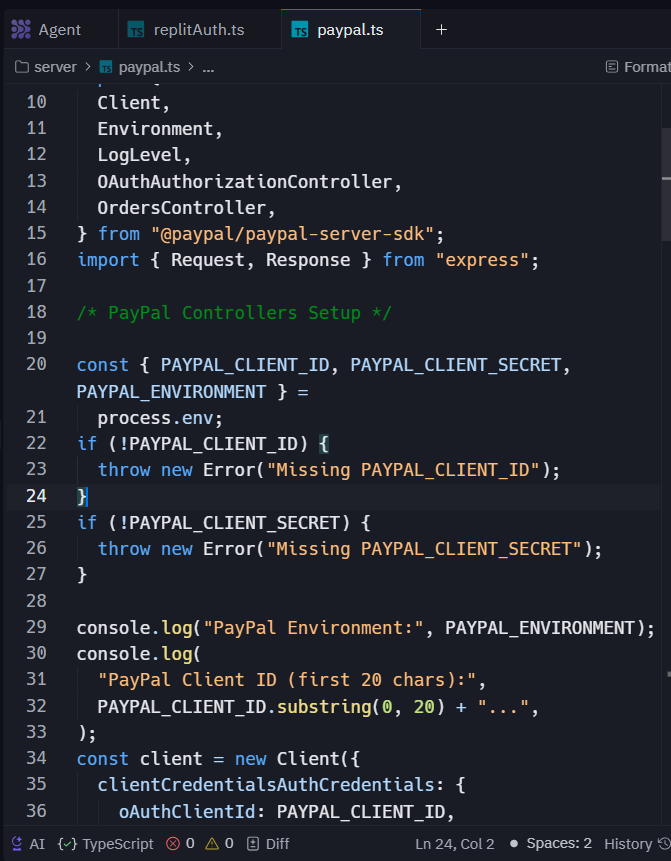 Agent
replitAuth.ts
paypal.ts
+
server > paypal.ts > ...
Format
10 Client,
11 Environment,
12 LogLevel,
13 OAuthAuthorizationController,
14 OrdersController,
15 } from "@paypal/paypal-server-sdk";
16 import { Request, Response } from "express";
17
18 /* PayPal Controllers Setup */
19
20 const { PAYPAL_CLIENT_ID, PAYPAL_CLIENT_SECRET,
PAYPAL_ENVIRONMENT } =
21 process.env;
22 if (!PAYPAL_CLIENT_ID) {
23 throw new Error("Missing PAYPAL_CLIENT_ID");
24 }
25 if (!PAYPAL_CLIENT_SECRET) {
26 throw new Error("Missing PAYPAL_CLIENT_SECRET");
27 }
28
29 console.log("PayPal Environment:", PAYPAL_ENVIRONMENT);
30 console.log(
31 "PayPal Client ID (first 20 chars):",
32 PAYPAL_CLIENT_ID.substring(0, 20) + "...",
33 );
34 const client = new Client({
35 clientCredentialsAuthCredentials: {
36 oAuthClientId: PAYPAL_CLIENT_ID,
AI {✓} TypeScript 0 0 Diff Ln 24, Col 2 Spaces: 2 History